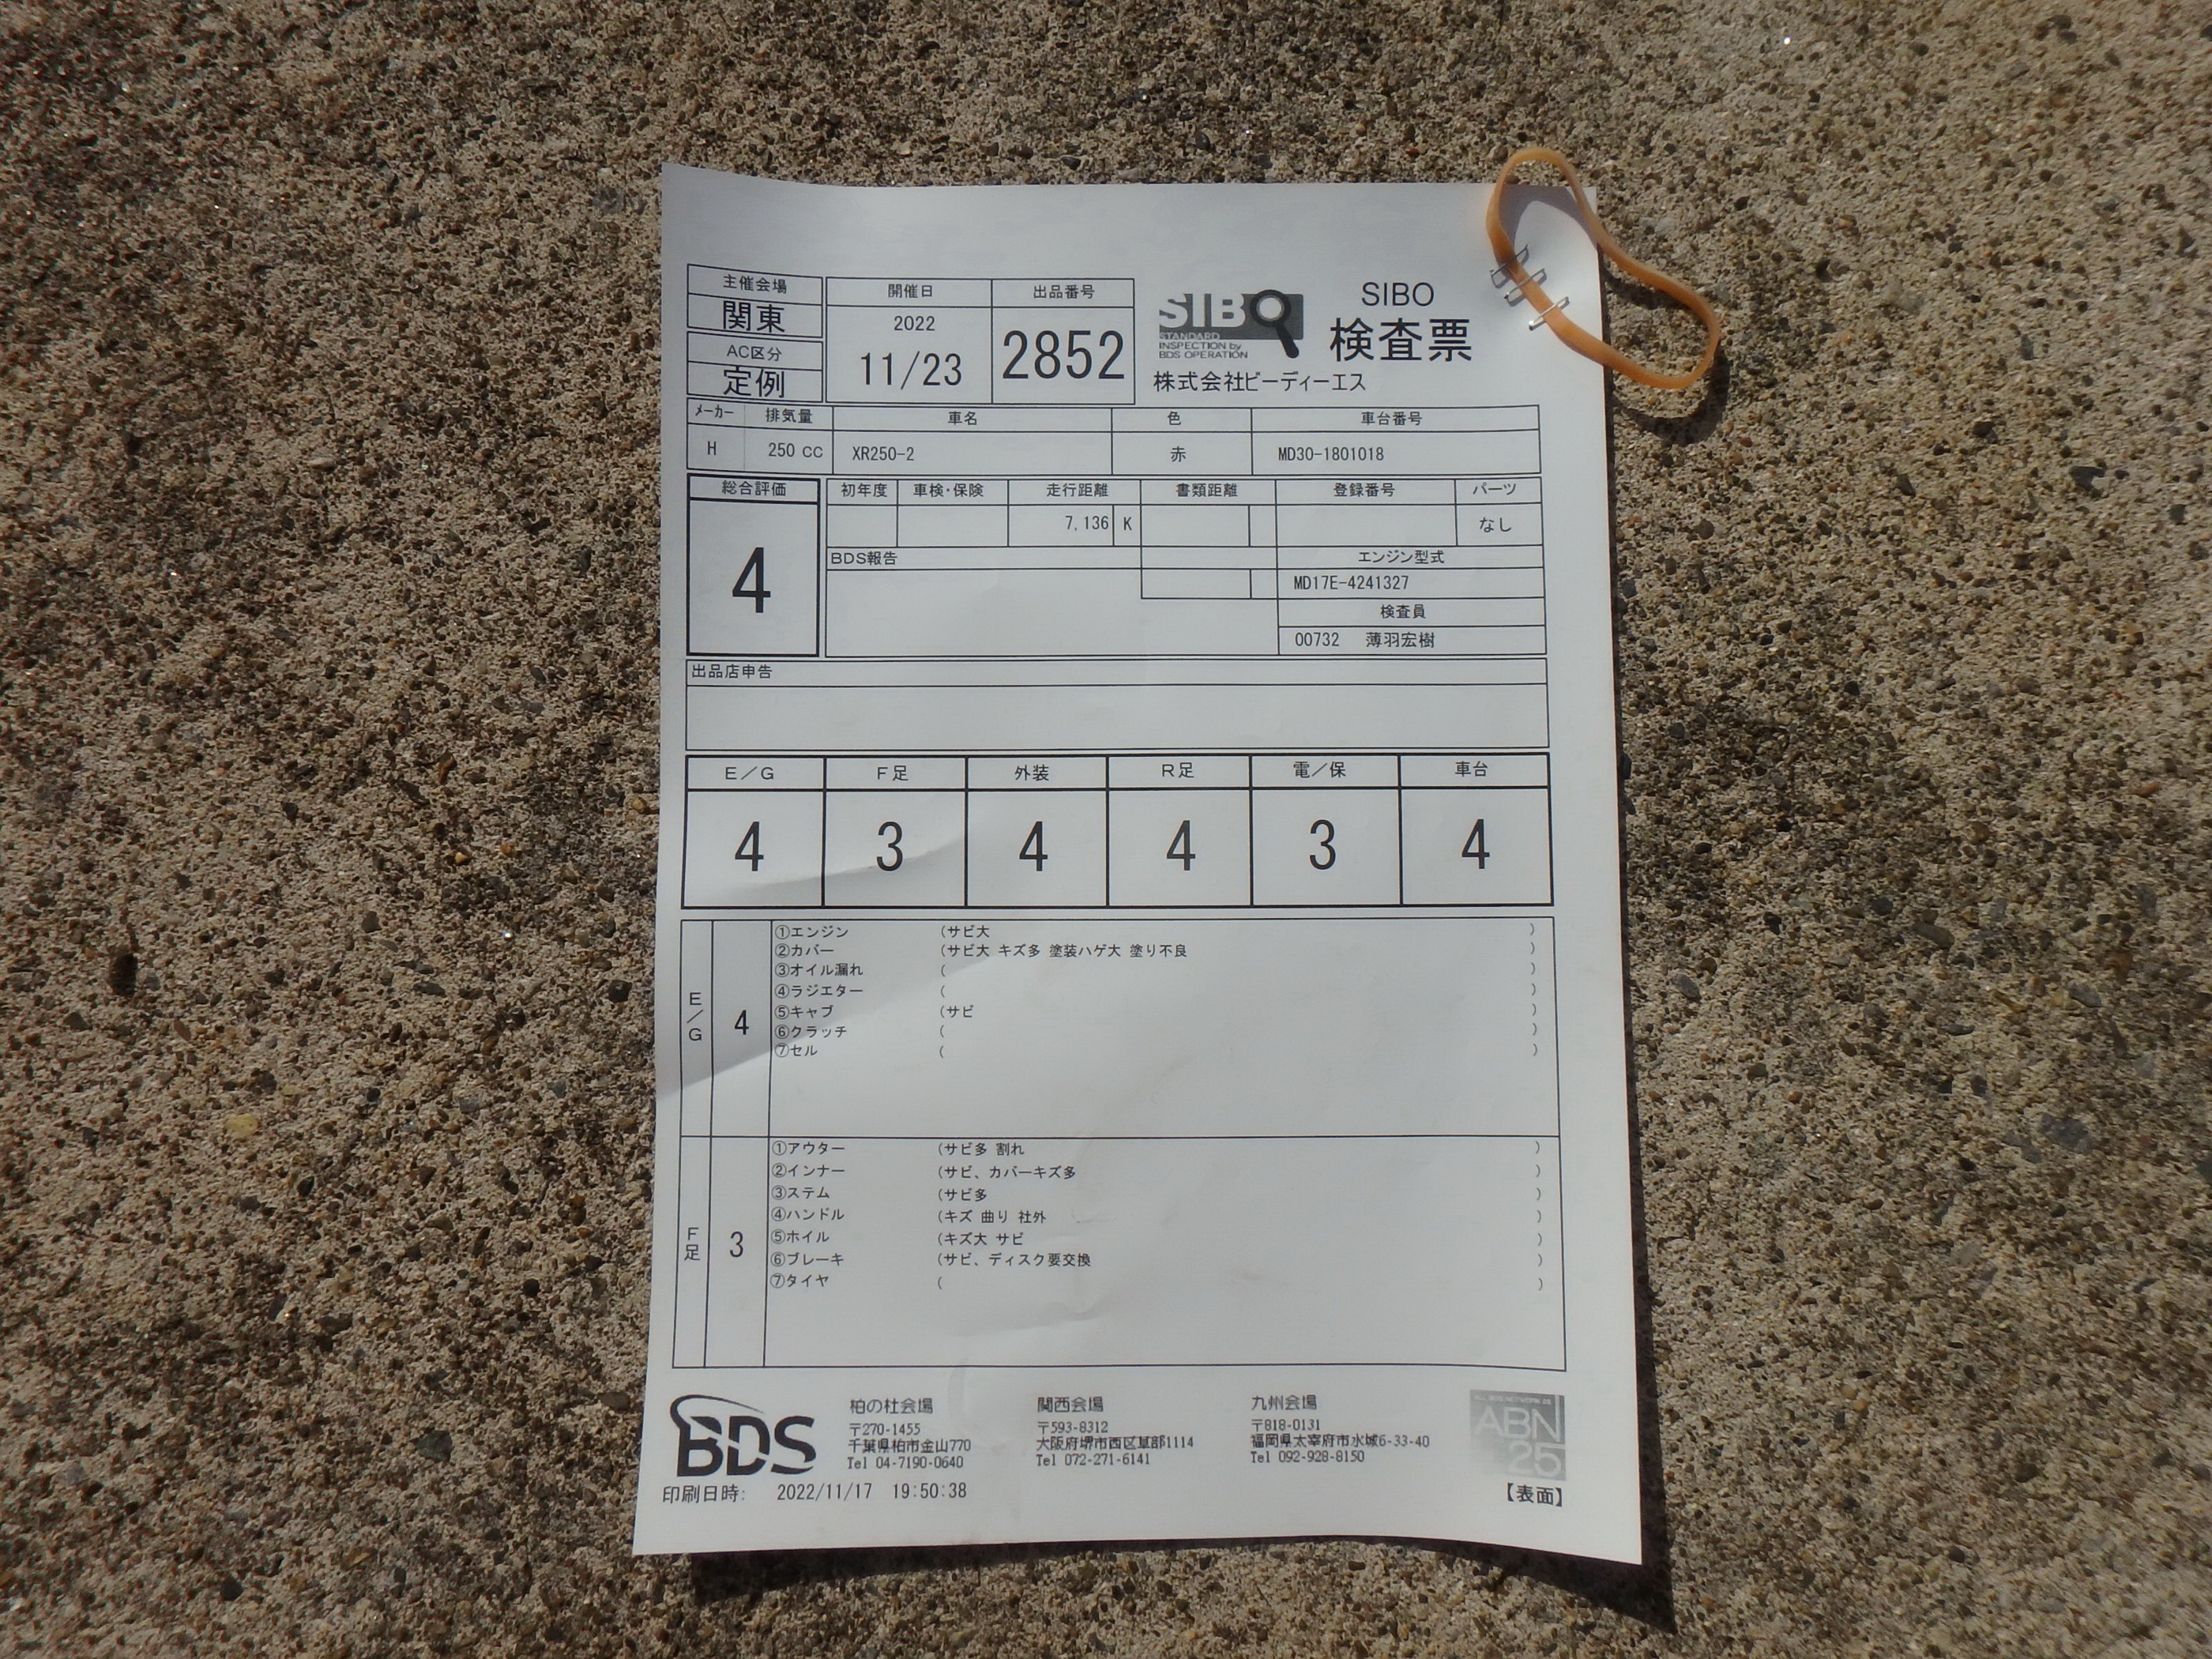 主催会場
関東
AC区分
定例
開催日
2022
11/23
出品番号
2852
SIBO
STANDARD
INSPECTION by
BDS OPERATION
SIBO
検査票
株式会社ビーディーエス
メーカー 排気量 車名 色 車台番号
H 250 CC XR250-2 赤 MD30-1801018
総合評価
4
初年度 車検・保険 走行距離 書類距離 登録番号 パーツ
7,136 K なし
BDS報告
エンジン型式
MD17E-4241327
検査員
00732 薄羽宏樹
出品店申告
E／G F足 外装 R足 電／保 車台
4 3 4 4 3 4
E／G 4
①エンジン (サビ大 )
②カバー (サビ大 キズ多 塗装ハゲ大 塗り不良 )
③オイル漏れ ( )
④ラジエター ( )
⑤キャブ (サビ )
⑥クラッチ ( )
⑦セル ( )
F足 3
①アウター (サビ多 割れ )
②インナー (サビ、カバーキズ多 )
③ステム (サビ多 )
④ハンドル (キズ 曲り 社外 )
⑤ホイル (キズ大 サビ )
⑥ブレーキ (サビ、ディスク要交換 )
⑦タイヤ ( )
BDS
柏の杜会場
〒270-1455
千葉県柏市金山770
Tel 04-7190-0640
関西会場
〒593-8312
大阪府堺市西区草部1114
Tel 072-271-6141
九州会場
〒818-0131
福岡県太宰府市水城6-33-40
Tel 092-928-8150
ABN
25
印刷日時: 2022/11/17 19:50:38
【表面】